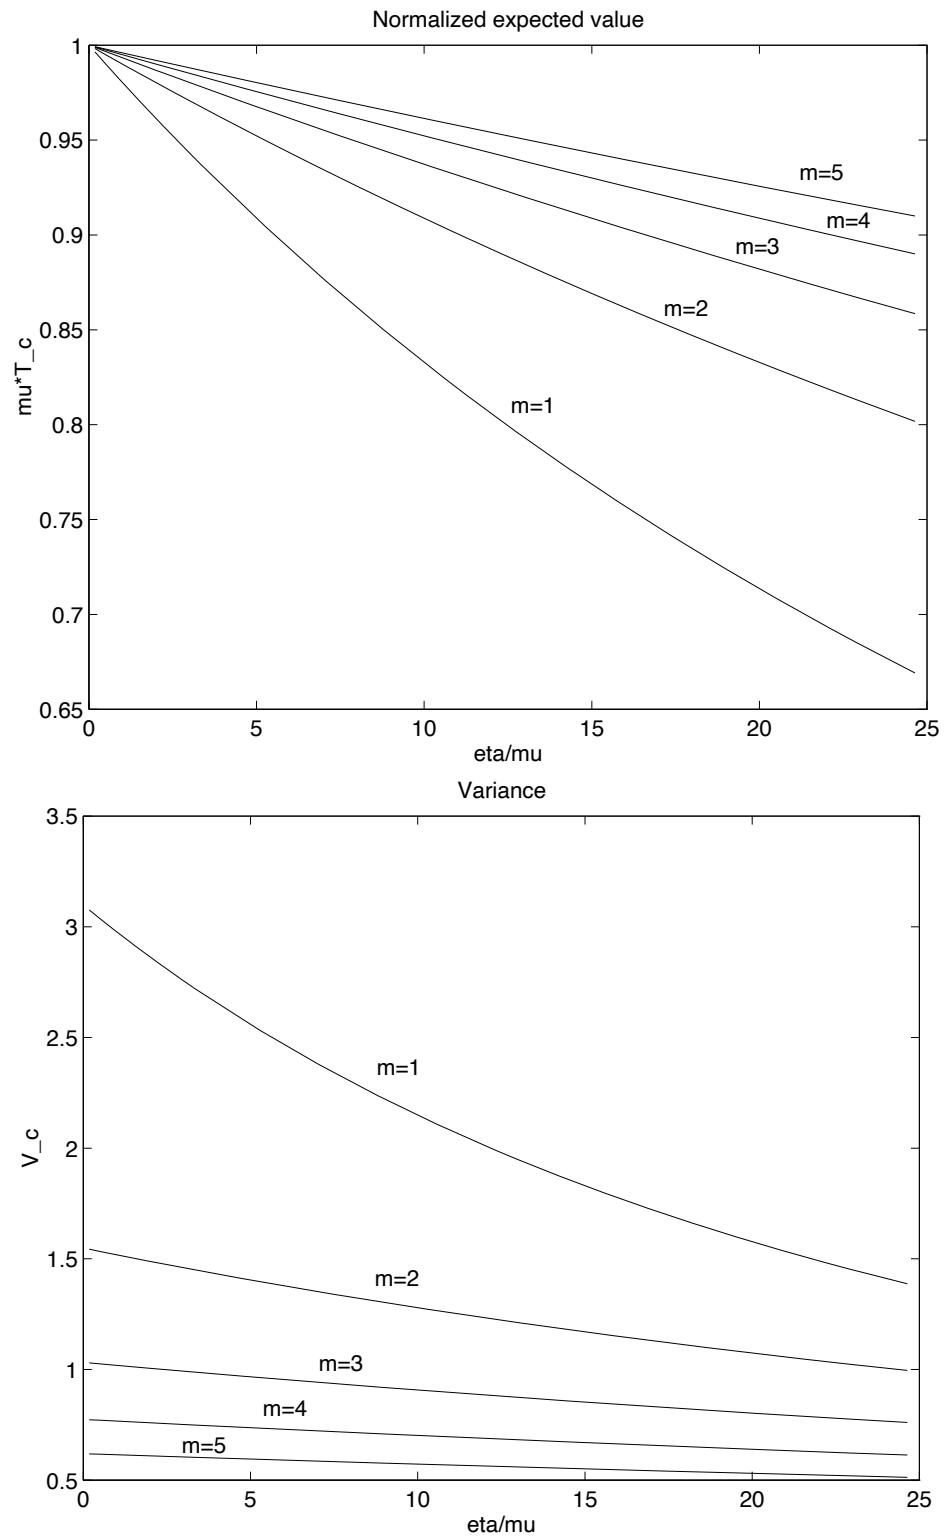 Normalized expected value
1
0.95
0.9
0.85
0.8
0.75
0.7
0.65
mu*T_c
m=5
m=4
m=3
m=2
m=1
0 5 10 15 20 25
eta/mu
Variance
3.5
3
2.5
2
1.5
1
0.5
V_c
m=1
m=2
m=3
m=4
m=5
0 5 10 15 20 25
eta/mu